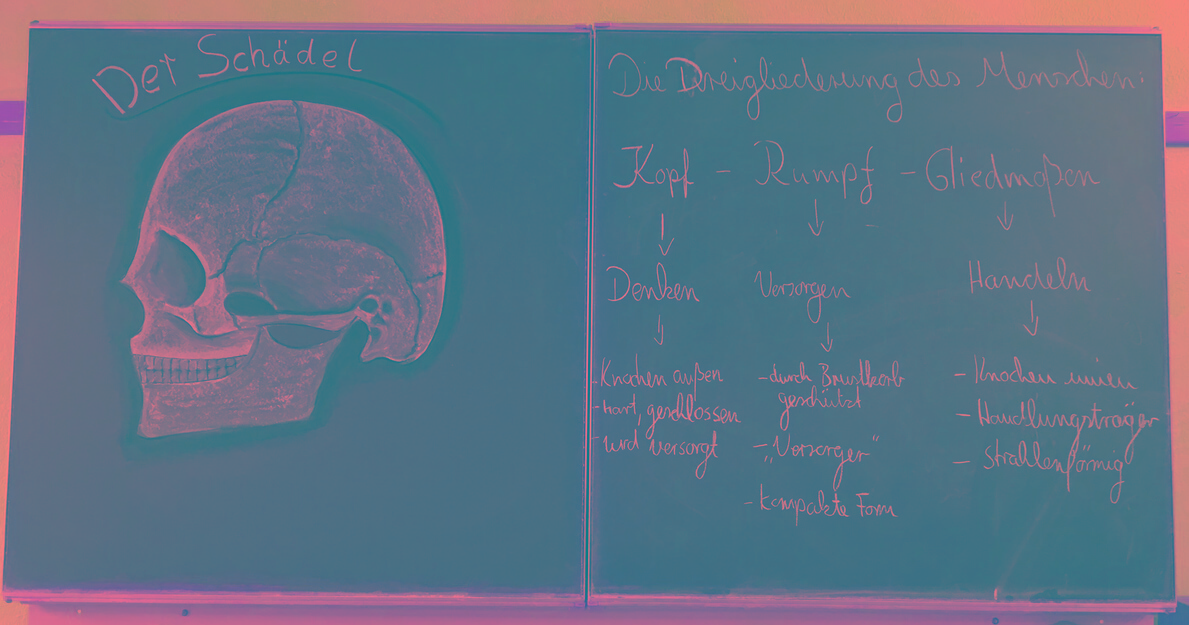 Der Schädel
Die Dreigliederung des Menschen:
Kopf - Rumpf - Gliedmaßen
Denken
Versorgen
Handeln
- Knochen außen
- hart, geschlossen
- wird versorgt
- durch Brustkorb
geschützt
- „Versorger“
- kompakte Form
- Knochen innen
- Handlungsträger
- Strahlenförmig